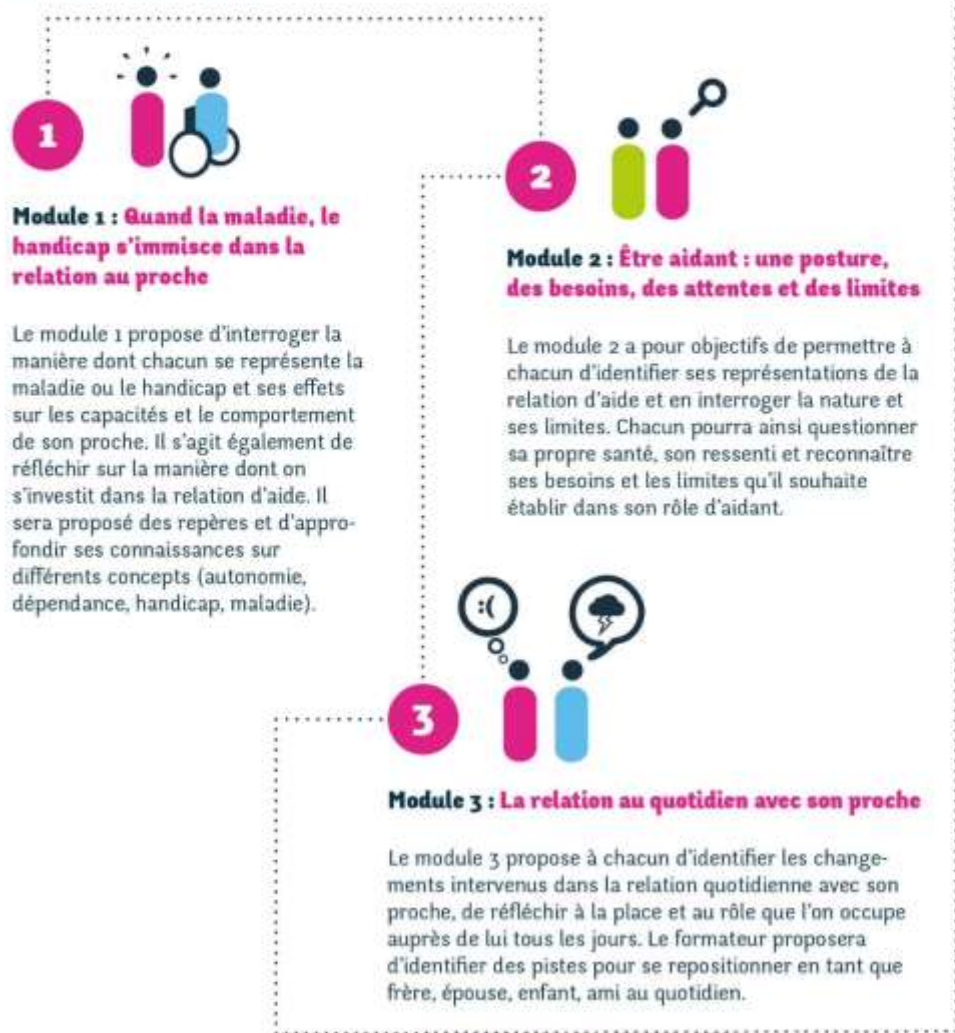 1
Module 1 : Quand la maladie, le
handicap s'immisce dans la
relation au proche
Le module 1 propose d'interroger la
manière dont chacun se représente la
maladie ou le handicap et ses effets
sur les capacités et le comportement
de son proche. Il s'agit également de
réfléchir sur la manière dont on
s'investit dans la relation d'aide. Il
sera proposé des repères et d'appro-
fondir ses connaissances sur
différents concepts (autonomie,
dépendance, handicap, maladie).
2
Module 2 : Être aidant : une posture,
des besoins, des attentes et des limites
Le module 2 a pour objectifs de permettre à
chacun d'identifier ses représentations de la
relation d'aide et en interroger la nature et
ses limites. Chacun pourra ainsi questionner
sa propre santé, son ressenti et reconnaître
ses besoins et les limites qu'il souhaite
établir dans son rôle d'aidant.
:(
3
Module 3 : La relation au quotidien avec son proche
Le module 3 propose à chacun d'identifier les change-
ments intervenus dans la relation quotidienne avec son
proche, de réfléchir à la place et au rôle que l'on occupe
auprès de lui tous les jours. Le formateur proposera
d'identifier des pistes pour se repositionner en tant que
frère, épouse, enfant, ami au quotidien.